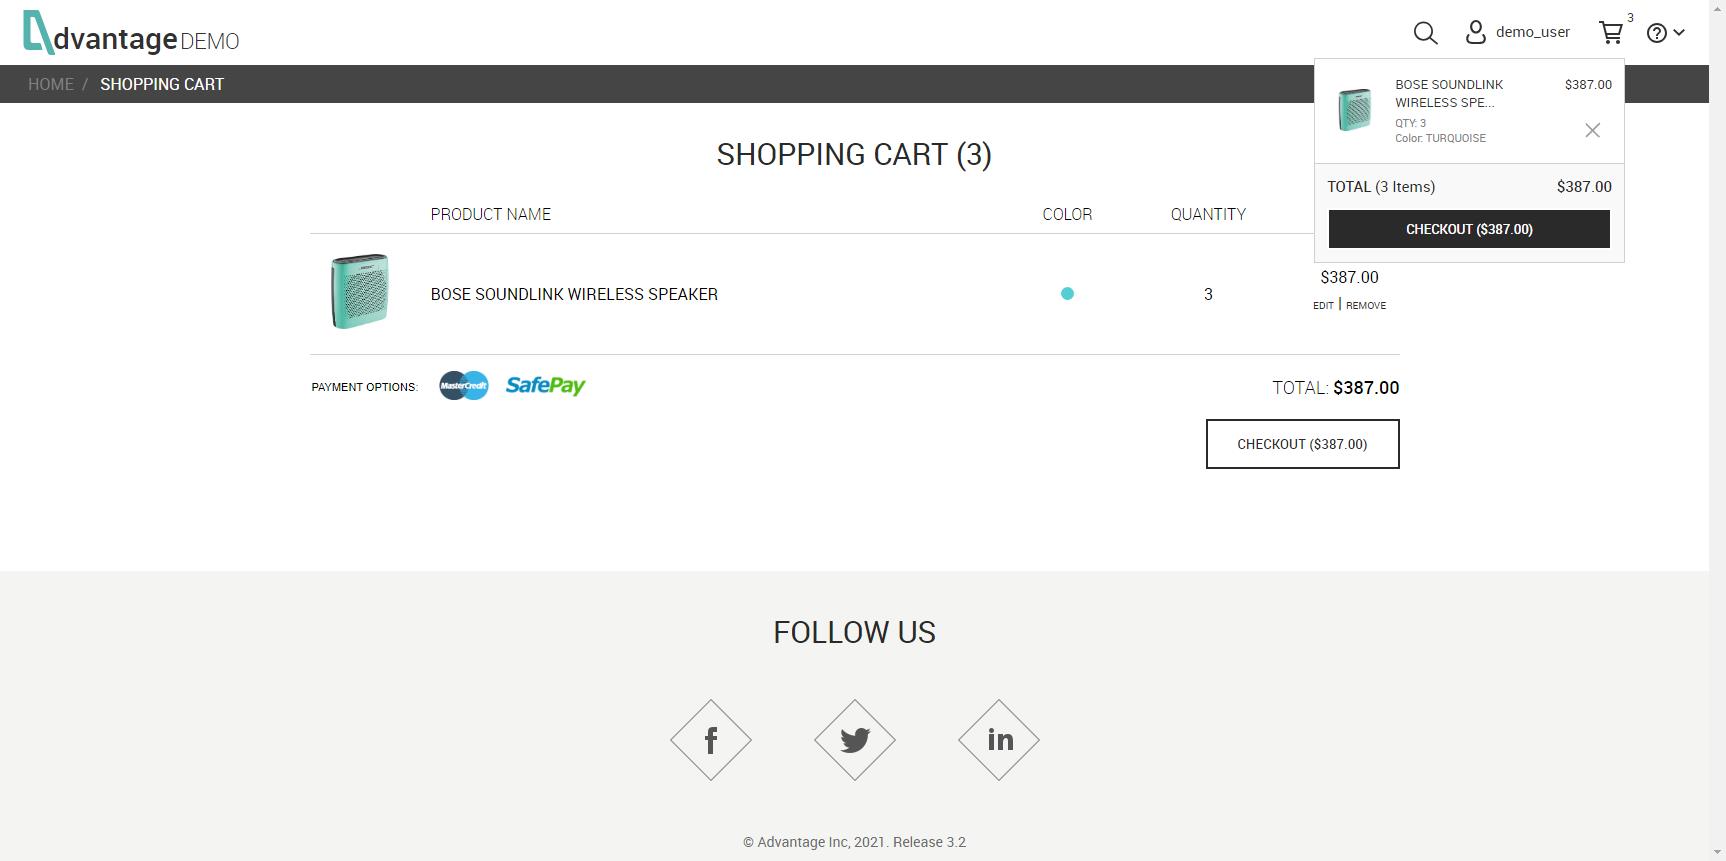 dvantage DEMO
demo_user
3
HOME / SHOPPING CART
BOSE SOUNDLINK
WIRELESS SPE...
$387.00
QTY: 3
Color: TURQUOISE
TOTAL (3 Items) $387.00
CHECKOUT ($387.00)
SHOPPING CART (3)
PRODUCT NAME COLOR QUANTITY
BOSE SOUNDLINK WIRELESS SPEAKER 3 $387.00
EDIT | REMOVE
PAYMENT OPTIONS: MasterCredit SafePay TOTAL: $387.00
CHECKOUT ($387.00)
FOLLOW US
f
in
© Advantage Inc, 2021. Release 3.2